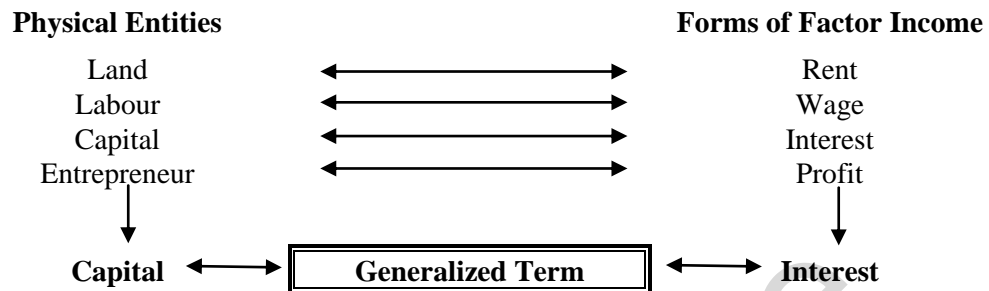 Physical Entities Forms of Factor Income
Land Rent
Labour Wage
Capital Interest
Entrepreneur Profit
Capital Generalized Term Interest